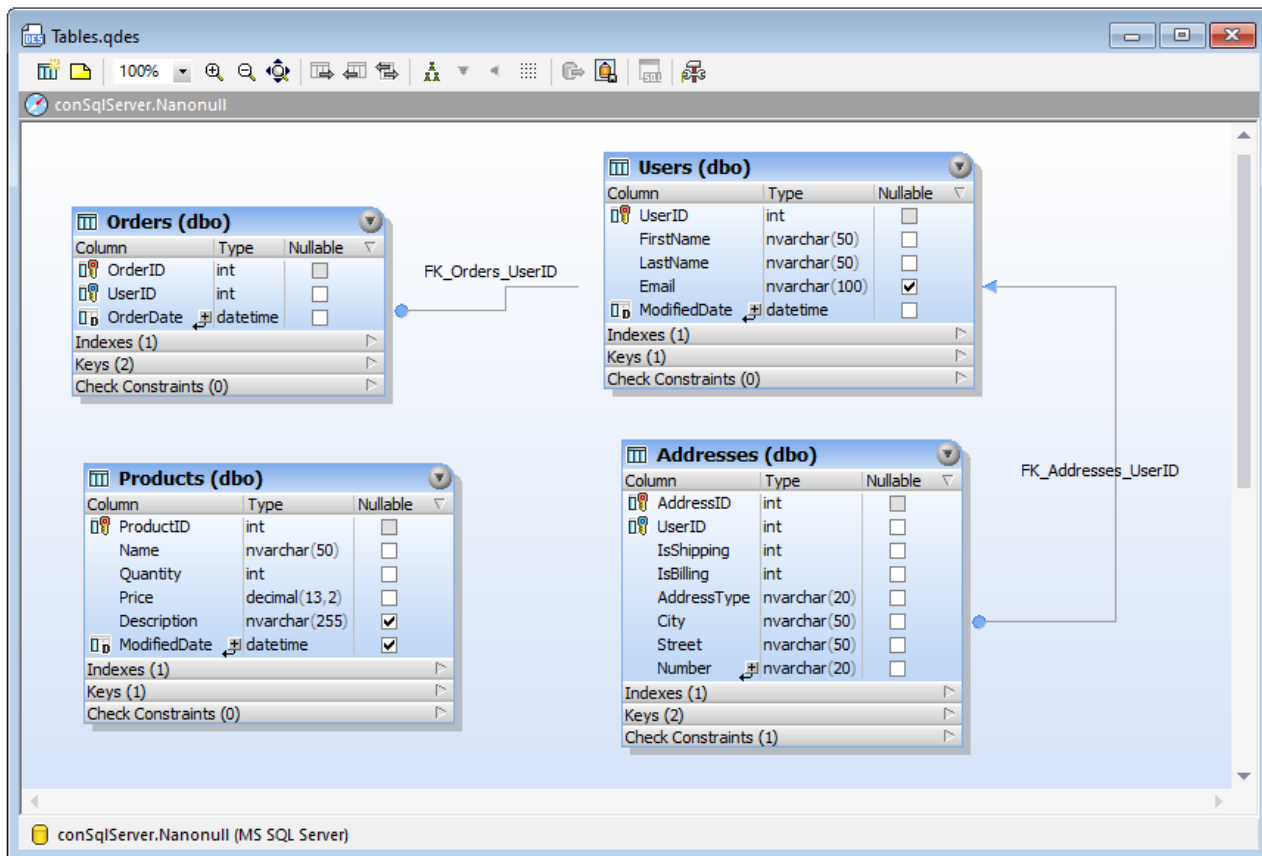 Tables.qdes
100%
conSqlServer.Nanonull
Orders (dbo)
Column Type Nullable
OrderID int
UserID int
OrderDate datetime
Indexes (1)
Keys (2)
Check Constraints (0)
FK_Orders_UserID
Users (dbo)
Column Type Nullable
UserID int
FirstName nvarchar(50)
LastName nvarchar(50)
Email nvarchar(100)
ModifiedDate datetime
Indexes (1)
Keys (1)
Check Constraints (0)
Products (dbo)
Column Type Nullable
ProductID int
Name nvarchar(50)
Quantity int
Price decimal(13,2)
Description nvarchar(255)
ModifiedDate datetime
Indexes (1)
Keys (1)
Check Constraints (0)
Addresses (dbo)
Column Type Nullable
AddressID int
UserID int
IsShipping int
IsBilling int
AddressType nvarchar(20)
City nvarchar(50)
Street nvarchar(50)
Number nvarchar(20)
Indexes (1)
Keys (2)
Check Constraints (1)
FK_Addresses_UserID
conSqlServer.Nanonull (MS SQL Server)